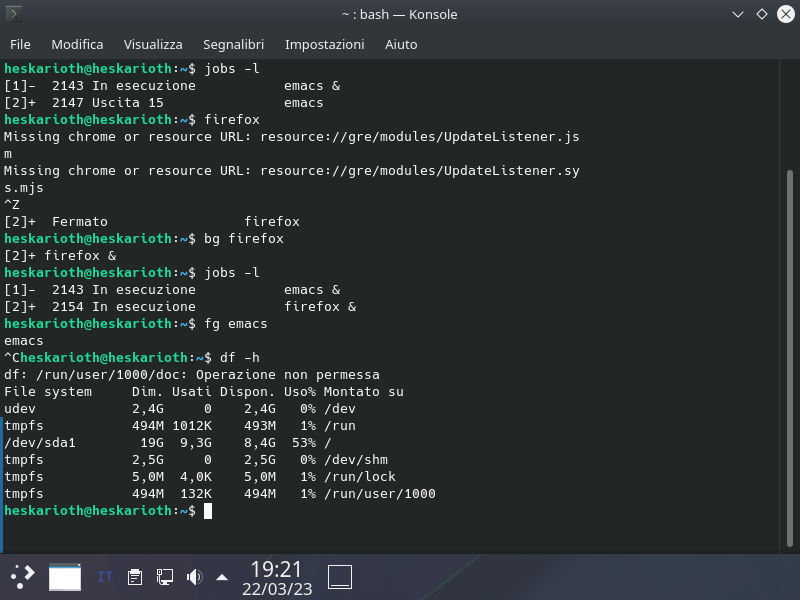 ~ : bash — Konsole
File Modifica Visualizza Segnalibri Impostazioni Aiuto
heskarioth@heskarioth:~$ jobs -l
[1]-  2143 In esecuzione           emacs &
[2]+  2147 Uscita 15               emacs
heskarioth@heskarioth:~$ firefox
Missing chrome or resource URL: resource://gre/modules/UpdateListener.js
m
Missing chrome or resource URL: resource://gre/modules/UpdateListener.sy
s.mjs
^Z
[2]+  Fermato                 firefox
heskarioth@heskarioth:~$ bg firefox
[2]+ firefox &
heskarioth@heskarioth:~$ jobs -l
[1]-  2143 In esecuzione           emacs &
[2]+  2154 In esecuzione           firefox &
heskarioth@heskarioth:~$ fg emacs
emacs
^Cheskarioth@heskarioth:~$ df -h
df: /run/user/1000/doc: Operazione non permessa
File system     Dim. Usati Dispon. Uso% Montato su
udev            2,4G     0    2,4G   0% /dev
tmpfs           494M 1012K    493M   1% /run
/dev/sda1        19G  9,3G    8,4G  53% /
tmpfs           2,5G     0    2,5G   0% /dev/shm
tmpfs           5,0M  4,0K    5,0M   1% /run/lock
tmpfs           494M  132K    494M   1% /run/user/1000
heskarioth@heskarioth:~$
IT
19:21
22/03/23